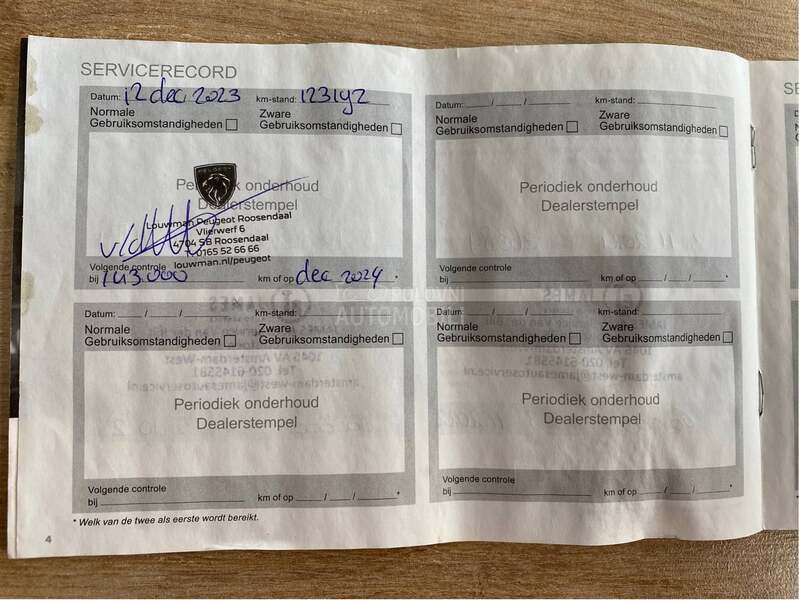 SERVICERECORD
Datum: 12 dec 2023 km-stand: 123192
Normale Gebruiksomstandigheden
Zware Gebruiksomstandigheden
Periodiek onderhoud
Dealerstempel
PEUGEOT
Louwman Peugeot Roosendaal
Vlierwerf 6
4704 SB Roosendaal
0165 52 66 66
louwman.nl/peugeot
Volgende controle
bij 143.000 km of op dec 2024 *
Datum: / / km-stand:
Normale Gebruiksomstandigheden
Zware Gebruiksomstandigheden
Periodiek onderhoud
Dealerstempel
Volgende controle
bij km of op / / *
Datum: / / km-stand:
Normale Gebruiksomstandigheden
Zware Gebruiksomstandigheden
Periodiek onderhoud
Dealerstempel
Volgende controle
bij km of op / / *
Datum: / / km-stand:
Normale Gebruiksomstandigheden
Zware Gebruiksomstandigheden
Periodiek onderhoud
Dealerstempel
Volgende controle
bij km of op / / *
* Welk van de twee als eerste wordt bereikt.
4